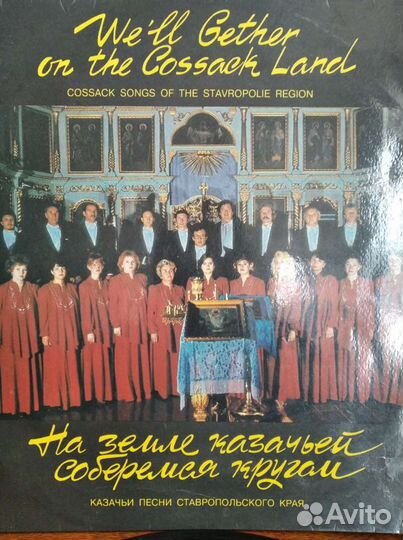 We'll Gether
on the Cossack Land
COSSACK SONGS OF THE STAVROPOLIE REGION
На земле казачьей
соберемся кругом
КАЗАЧЬИ ПЕСНИ СТАВРОПОЛЬСКОГО КРАЯ
Avito